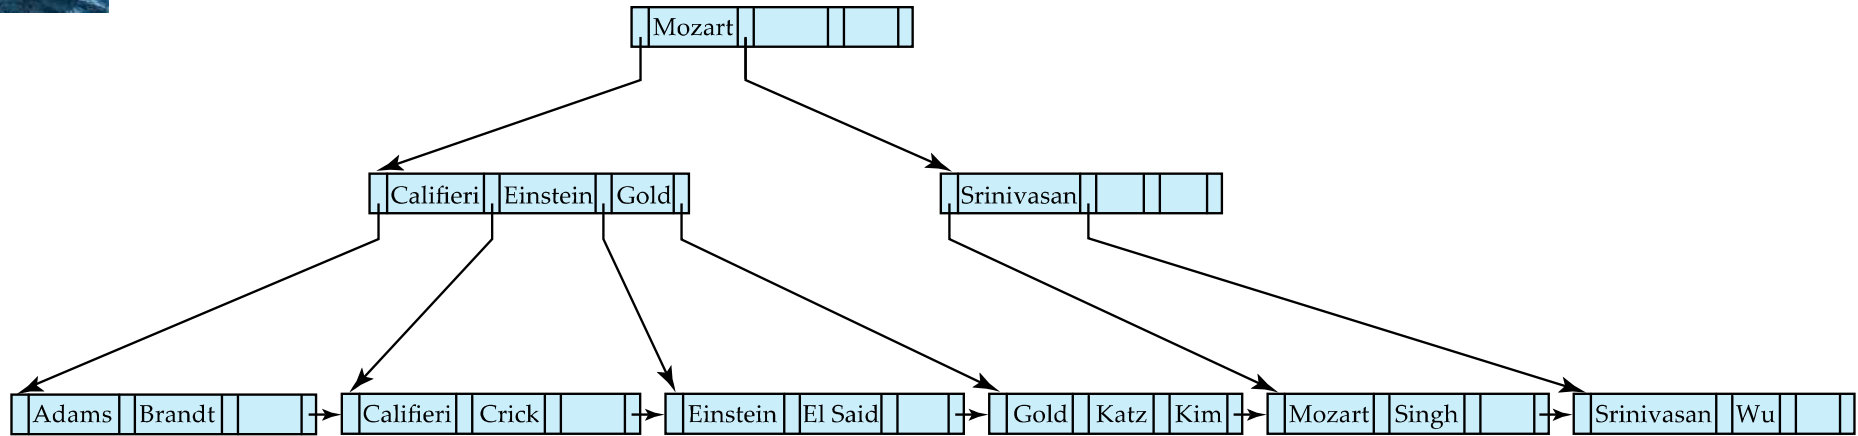 Mozart
Califieri Einstein Gold Srinivasan
Adams Brandt Califieri Crick Einstein El Said Gold Katz Kim Mozart Singh Srinivasan Wu